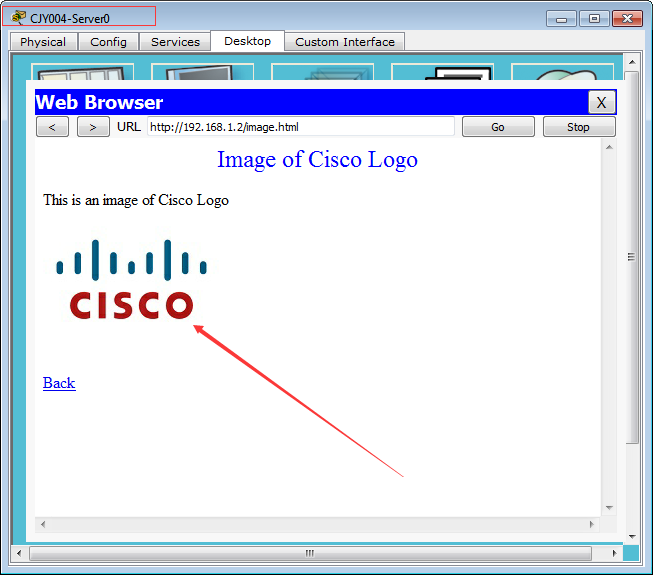 CJY004-Server0
Physical Config Services Desktop Custom Interface
Web Browser X
< > URL http://192.168.1.2/image.html Go Stop
Image of Cisco Logo
This is an image of Cisco Logo
CISCO
Back